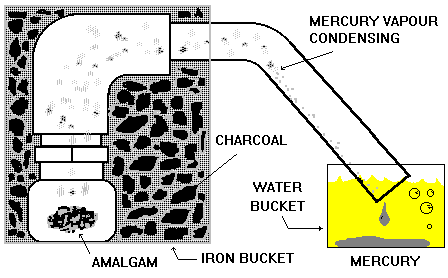 MERCURY VAPOUR
CONDENSING
CHARCOAL
WATER
BUCKET
IRON BUCKET
AMALGAM
MERCURY